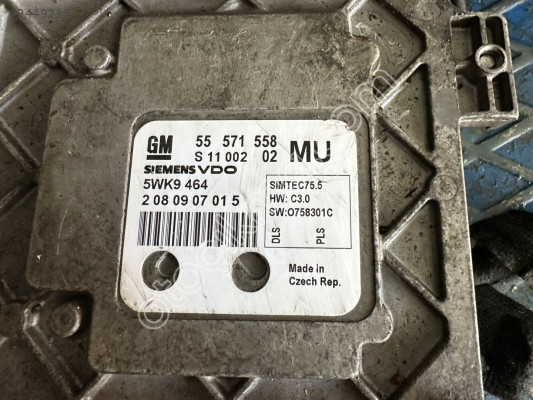 GM 55 571 558 MU
S 11 002 02
SIEMENS VDO
5WK9 464
2 08 09 07 01 5
SIMTEC75.5
HW: C3.0
SW:O758301C
DLS PLS
Made in
Czech Rep.